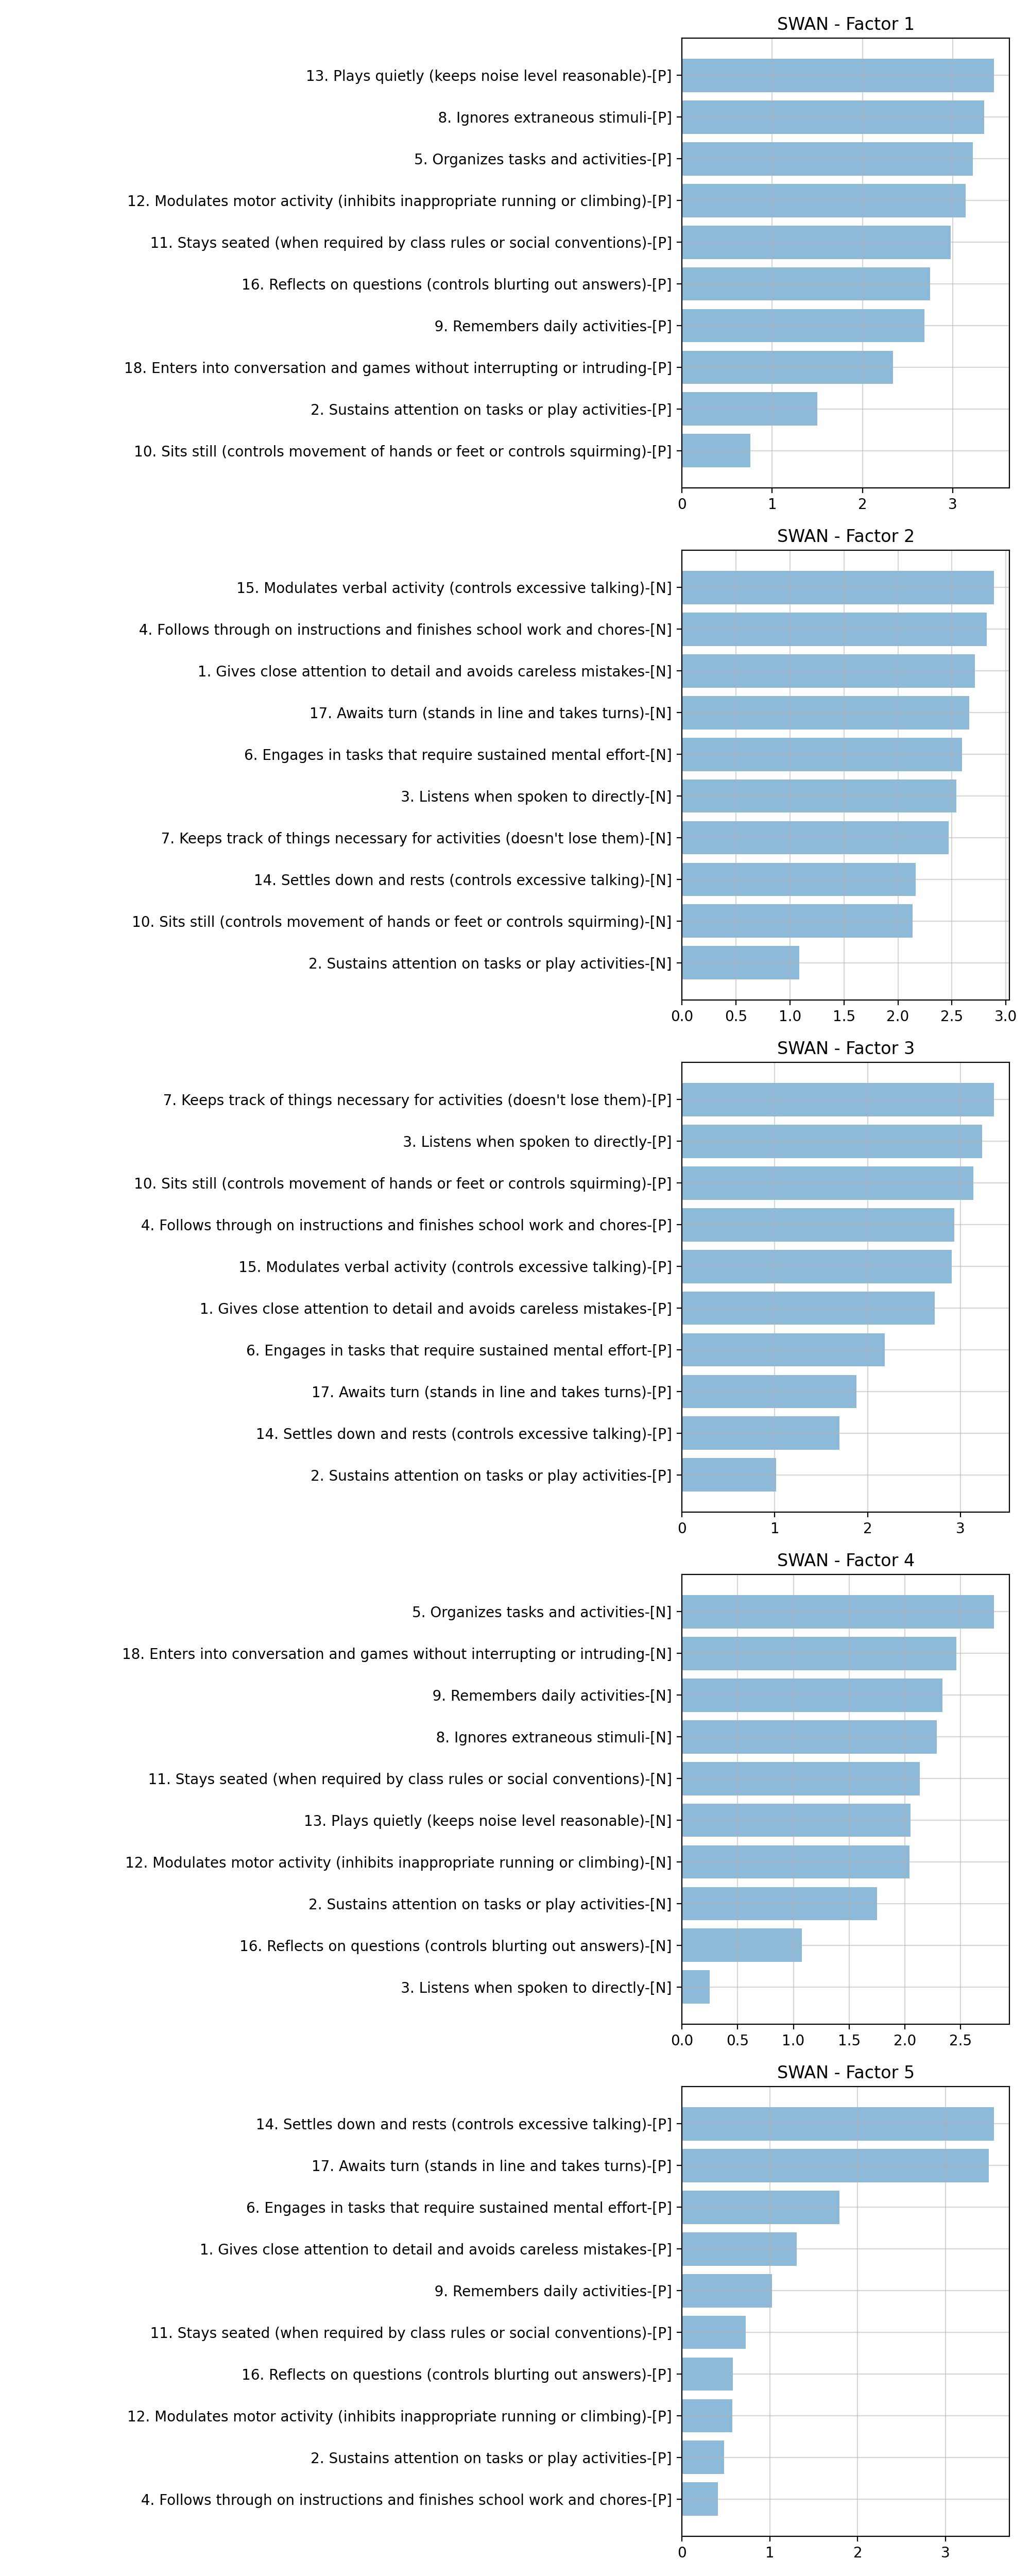 SWAN - Factor 1
13. Plays quietly (keeps noise level reasonable)-[P]
8. Ignores extraneous stimuli-[P]
5. Organizes tasks and activities-[P]
12. Modulates motor activity (inhibits inappropriate running or climbing)-[P]
11. Stays seated (when required by class rules or social conventions)-[P]
16. Reflects on questions (controls blurting out answers)-[P]
9. Remembers daily activities-[P]
18. Enters into conversation and games without interrupting or intruding-[P]
2. Sustains attention on tasks or play activities-[P]
10. Sits still (controls movement of hands or feet or controls squirming)-[P]
0 1 2 3
SWAN - Factor 2
15. Modulates verbal activity (controls excessive talking)-[N]
4. Follows through on instructions and finishes school work and chores-[N]
1. Gives close attention to detail and avoids careless mistakes-[N]
17. Awaits turn (stands in line and takes turns)-[N]
6. Engages in tasks that require sustained mental effort-[N]
3. Listens when spoken to directly-[N]
7. Keeps track of things necessary for activities (doesn't lose them)-[N]
14. Settles down and rests (controls excessive talking)-[N]
10. Sits still (controls movement of hands or feet or controls squirming)-[N]
2. Sustains attention on tasks or play activities-[N]
0.0 0.5 1.0 1.5 2.0 2.5 3.0
SWAN - Factor 3
7. Keeps track of things necessary for activities (doesn't lose them)-[P]
3. Listens when spoken to directly-[P]
10. Sits still (controls movement of hands or feet or controls squirming)-[P]
4. Follows through on instructions and finishes school work and chores-[P]
15. Modulates verbal activity (controls excessive talking)-[P]
1. Gives close attention to detail and avoids careless mistakes-[P]
6. Engages in tasks that require sustained mental effort-[P]
17. Awaits turn (stands in line and takes turns)-[P]
14. Settles down and rests (controls excessive talking)-[P]
2. Sustains attention on tasks or play activities-[P]
0 1 2 3
SWAN - Factor 4
5. Organizes tasks and activities-[N]
18. Enters into conversation and games without interrupting or intruding-[N]
9. Remembers daily activities-[N]
8. Ignores extraneous stimuli-[N]
11. Stays seated (when required by class rules or social conventions)-[N]
13. Plays quietly (keeps noise level reasonable)-[N]
12. Modulates motor activity (inhibits inappropriate running or climbing)-[N]
2. Sustains attention on tasks or play activities-[N]
16. Reflects on questions (controls blurting out answers)-[N]
3. Listens when spoken to directly-[N]
0.0 0.5 1.0 1.5 2.0 2.5
SWAN - Factor 5
14. Settles down and rests (controls excessive talking)-[P]
17. Awaits turn (stands in line and takes turns)-[P]
6. Engages in tasks that require sustained mental effort-[P]
1. Gives close attention to detail and avoids careless mistakes-[P]
9. Remembers daily activities-[P]
11. Stays seated (when required by class rules or social conventions)-[P]
16. Reflects on questions (controls blurting out answers)-[P]
12. Modulates motor activity (inhibits inappropriate running or climbing)-[P]
2. Sustains attention on tasks or play activities-[P]
4. Follows through on instructions and finishes school work and chores-[P]
0 1 2 3